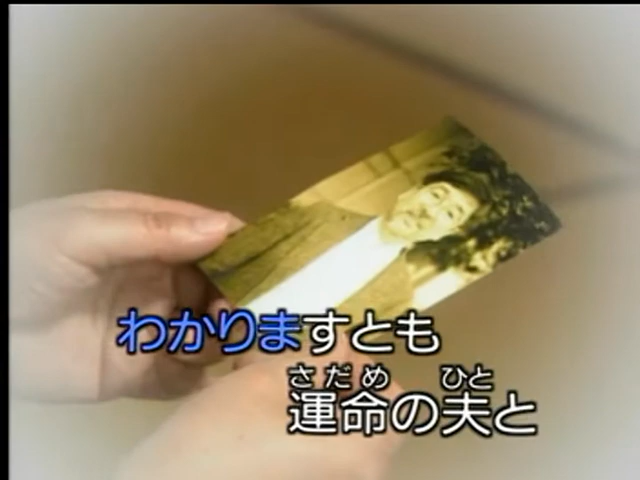 わかりますとも
さだめ ひと
運命の夫と